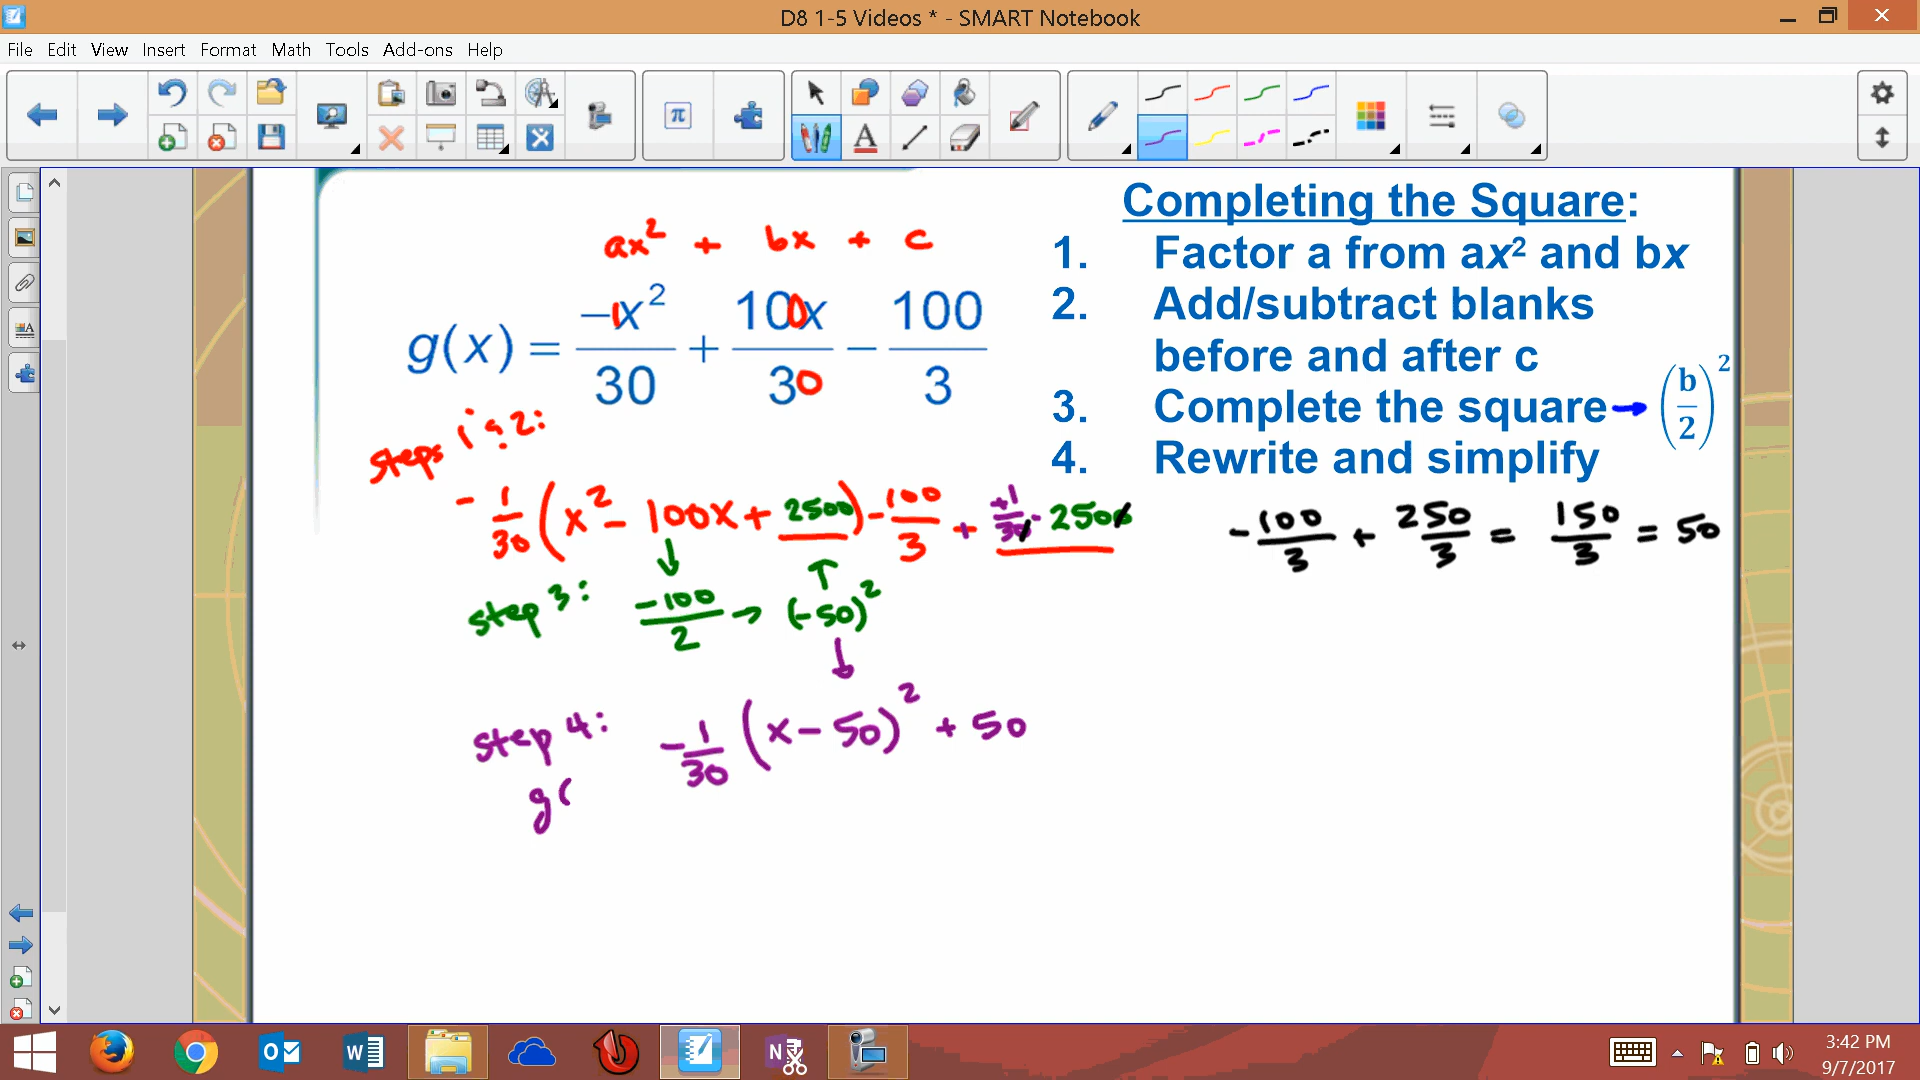 D8 1-5 Videos * - SMART Notebook
File Edit View Insert Format Math Tools Add-ons Help
Completing the Square:
1. Factor a from ax² and bx
2. Add/subtract blanks
before and after c
3. Complete the square → (b/2)²
4. Rewrite and simplify
ax² + bx + c
g(x) = -1x²/30 + 100x/30 - 100/3
steps 1 & 2:
-1/30 (x² - 100x + 2500) - 100/3 + +1/30 · 2500
-100/3 + 250/3 = 150/3 = 50
step 3: -100/2 → (-50)²
step 4: -1/30 (x - 50)² + 50
g(
3:42 PM
9/7/2017